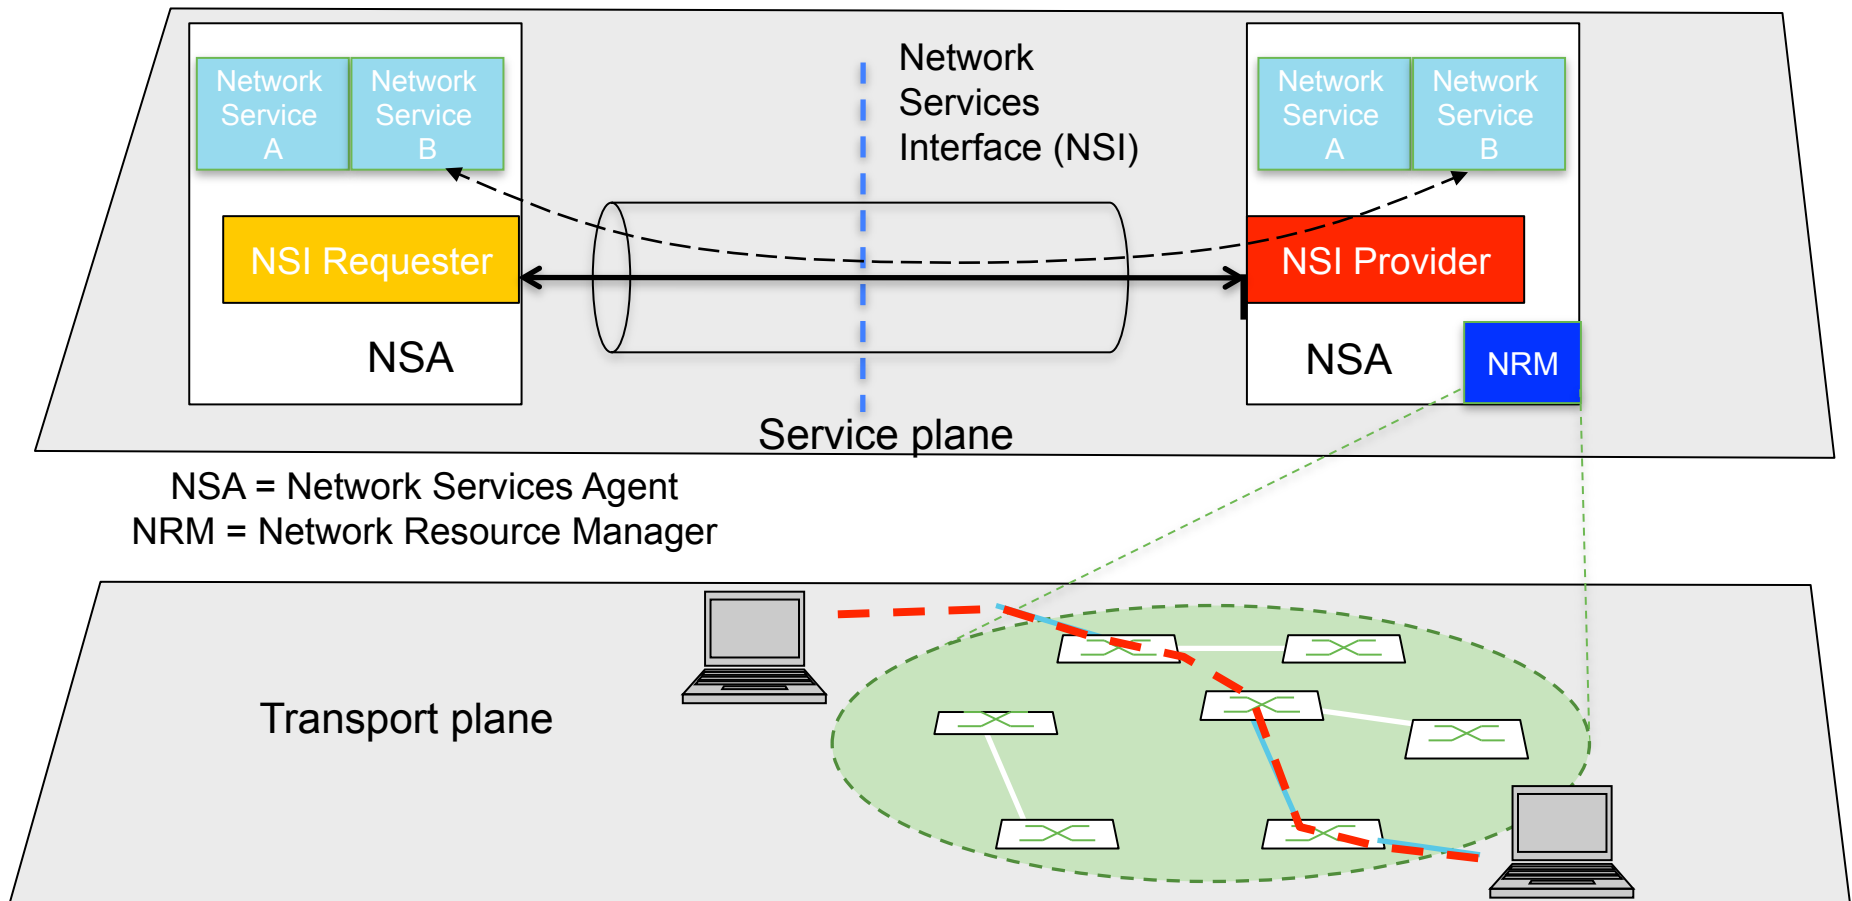 Network
Service
A
Network
Service
B
Network
Services
Interface (NSI)
Network
Service
A
Network
Service
B
NSI Requester
NSI Provider
NSA
NSA
NRM
Service plane
NSA = Network Services Agent
NRM = Network Resource Manager
Transport plane